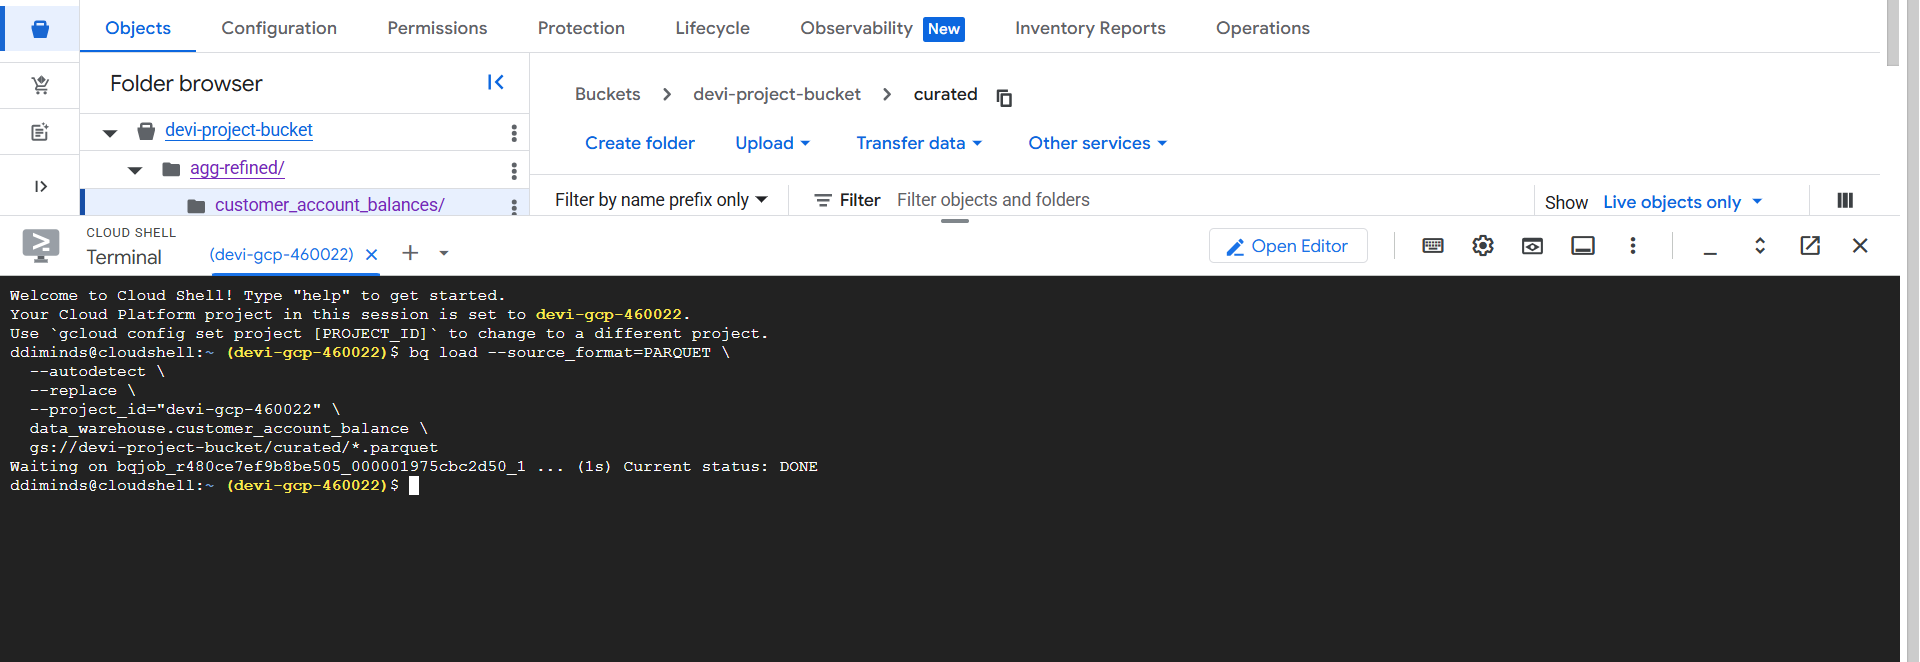 Objects Configuration Permissions Protection Lifecycle Observability New Inventory Reports Operations
Folder browser
devi-project-bucket
agg-refined/
customer_account_balances/
Buckets devi-project-bucket curated
Create folder Upload Transfer data Other services
Filter by name prefix only Filter Filter objects and folders Show Live objects only
CLOUD SHELL
Terminal (devi-gcp-460022) Open Editor
Welcome to Cloud Shell! Type "help" to get started.
Your Cloud Platform project in this session is set to devi-gcp-460022.
Use `gcloud config set project [PROJECT_ID]` to change to a different project.
ddiminds@cloudshell:~ (devi-gcp-460022)$ bq load --source_format=PARQUET \
--autodetect \
--replace \
--project_id="devi-gcp-460022" \
data_warehouse.customer_account_balance \
gs://devi-project-bucket/curated/*.parquet
Waiting on bqjob_r480ce7ef9b8be505_000001975cbc2d50_1 ... (1s) Current status: DONE
ddiminds@cloudshell:~ (devi-gcp-460022)$